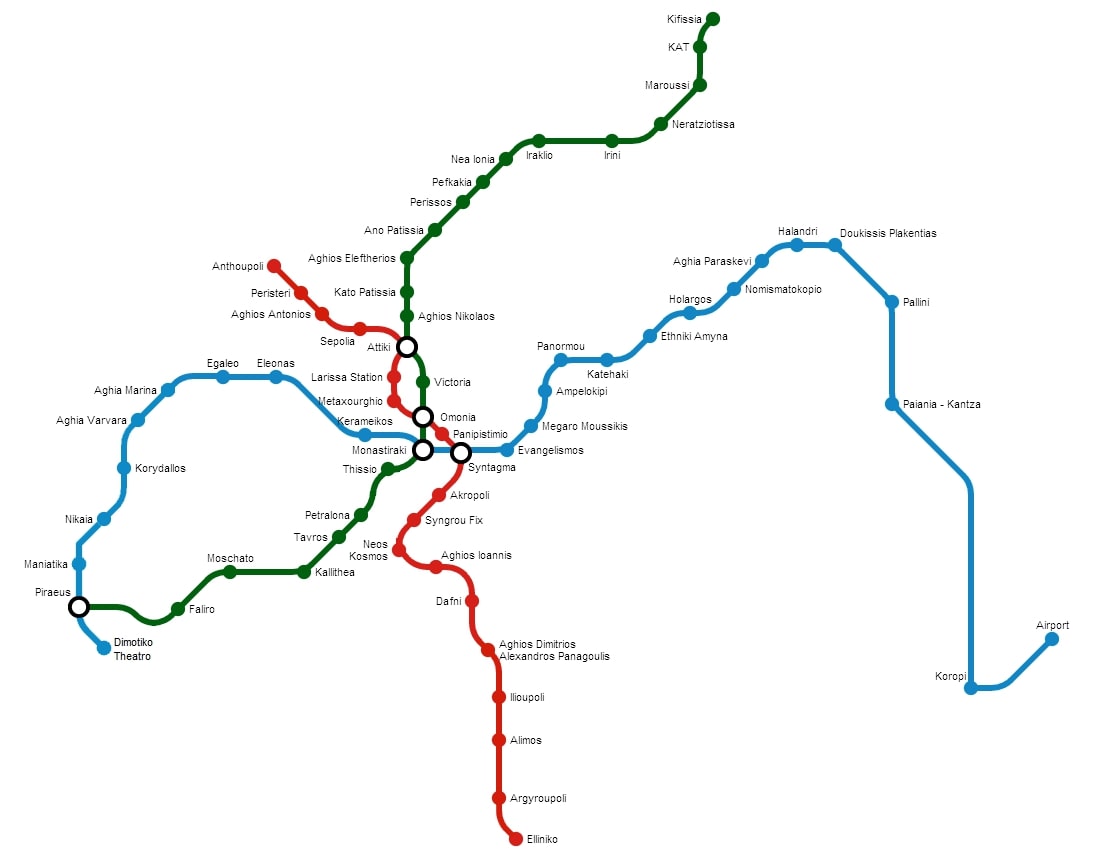 Kifissia
KAT
Maroussi
Neratziotissa
Iraklio
Irini
Nea Ionia
Pefkakia
Perissos
Ano Patissia
Halandri
Doukissis Plakentias
Aghios Eleftherios
Aghia Paraskevi
Anthoupoli
Peristeri
Kato Patissia
Nomismatokopio
Holargos
Pallini
Aghios Antonios
Aghios Nikolaos
Sepolia
Attiki
Ethniki Amyna
Panormou
Katehaki
Egaleo
Eleonas
Larissa Station
Victoria
Aghia Marina
Ampelokipi
Metaxourghio
Paiania - Kantza
Aghia Varvara
Kerameikos
Omonia
Megaro Moussikis
Panipistimio
Monastiraki
Evangelismos
Korydallos
Thissio
Syntagma
Akropoli
Nikaia
Petralona
Syngrou Fix
Tavros
Neos
Kosmos
Aghios Ioannis
Maniatika
Moschato
Kallithea
Piraeus
Faliro
Dafni
Airport
Dimotiko
Theatro
Aghios Dimitrios
Alexandros Panagoulis
Koropi
Ilioupoli
Alimos
Argyroupoli
Elliniko